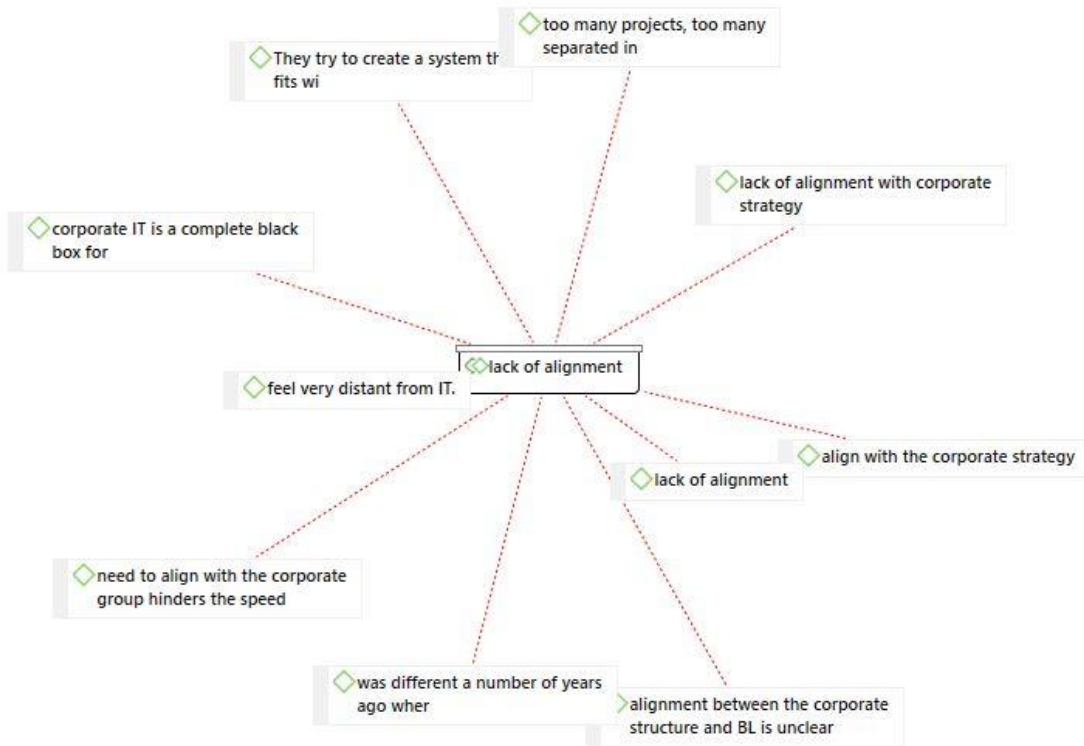 too many projects, too many
separated in
They try to create a system
fits wi
lack of alignment with corporate
strategy
corporate IT is a complete black
box for
lack of alignment
feel very distant from IT.
align with the corporate strategy
lack of alignment
need to align with the corporate
group hinders the speed
was different a number of years
ago wher
alignment between the corporate
structure and BL is unclear